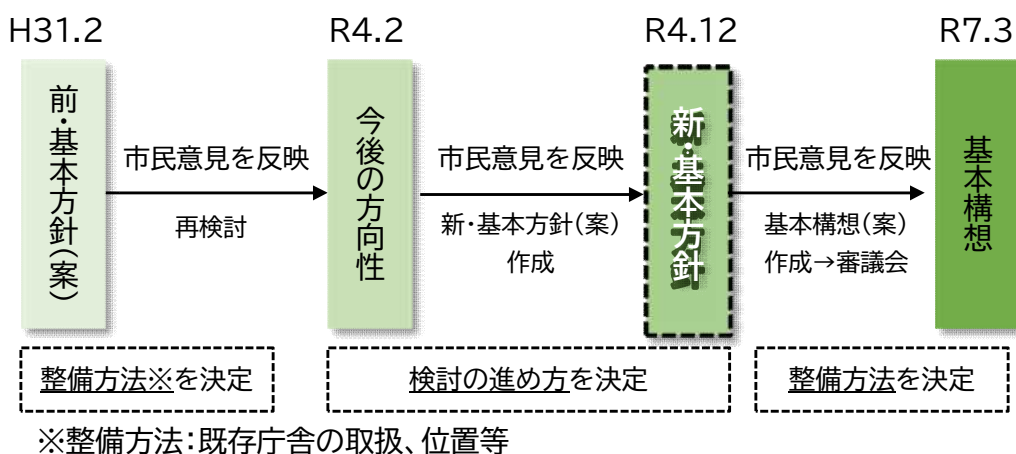 H31.2
R4.2
R4.12
R7.3
前・基本方針(案)
市民意見を反映
再検討
今後の方向性
市民意見を反映
新・基本方針(案)
作成
新・基本方針
市民意見を反映
基本構想(案)
作成→審議会
基本構想
整備方法※を決定
検討の進め方を決定
整備方法を決定
※整備方法:既存庁舎の取扱、位置等